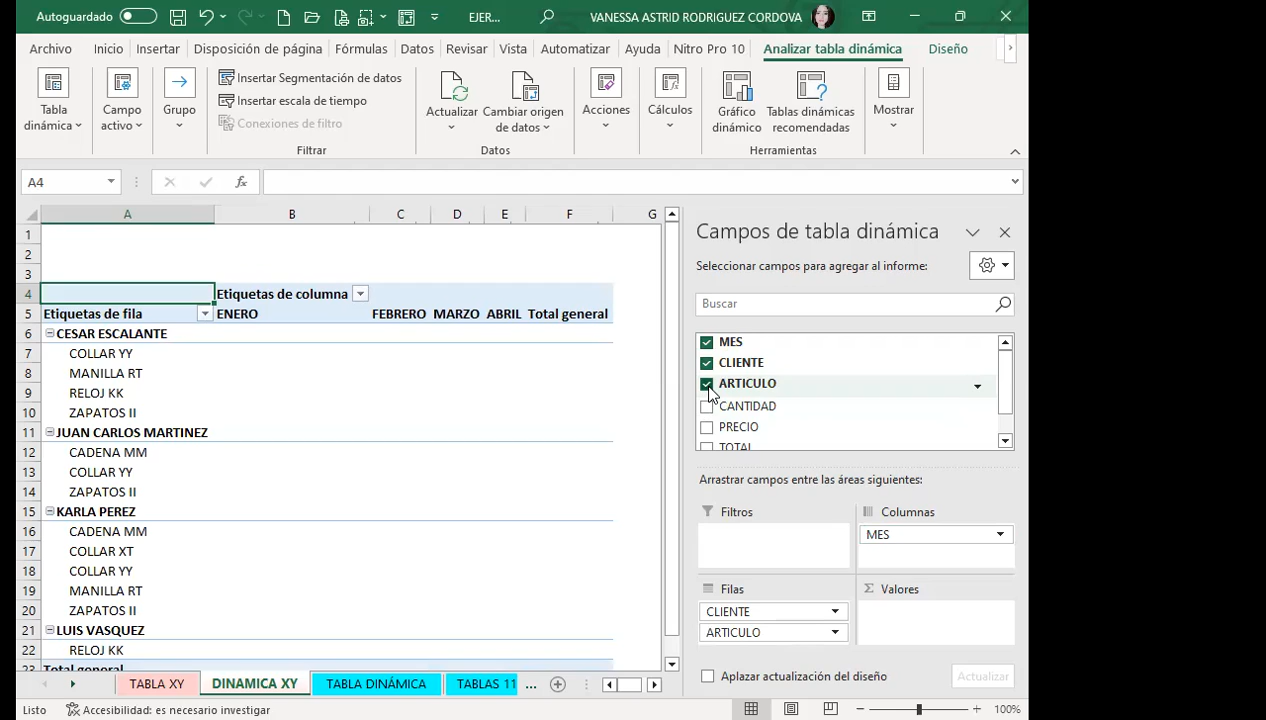 Autoguardado
EJER...
VANESSA ASTRID RODRIGUEZ CORDOVA
Archivo Inicio Insertar Disposición de página Fórmulas Datos Revisar Vista Automatizar Ayuda Nitro Pro 10 Analizar tabla dinámica Diseño
Tabla dinámica
Campo activo
Grupo
Insertar Segmentación de datos
Insertar escala de tiempo
Conexiones de filtro
Filtrar
Actualizar
Cambiar origen de datos
Datos
Acciones
Cálculos
Gráfico dinámico
Tablas dinámicas recomendadas
Herramientas
Mostrar
A4 fx
A B C D E F G
1
2
3
4 Etiquetas de columna
5 Etiquetas de fila ENERO FEBRERO MARZO ABRIL Total general
6 CESAR ESCALANTE
7 COLLAR YY
8 MANILLA RT
9 RELOJ KK
10 ZAPATOS II
11 JUAN CARLOS MARTINEZ
12 CADENA MM
13 COLLAR YY
14 ZAPATOS II
15 KARLA PEREZ
16 CADENA MM
17 COLLAR XT
18 COLLAR YY
19 MANILLA RT
20 ZAPATOS II
21 LUIS VASQUEZ
22 RELOJ KK
23 Total general
Campos de tabla dinámica
Seleccionar campos para agregar al informe:
Buscar
MES
CLIENTE
ARTICULO
CANTIDAD
PRECIO
TOTAL
Arrastrar campos entre las áreas siguientes:
Filtros
Columnas
MES
Filas
Valores
CLIENTE
ARTICULO
Aplazar actualización del diseño
Actualizar
TABLA XY DINAMICA XY TABLA DINÁMICA TABLAS 11 ...
Listo
Accesibilidad: es necesario investigar
100%